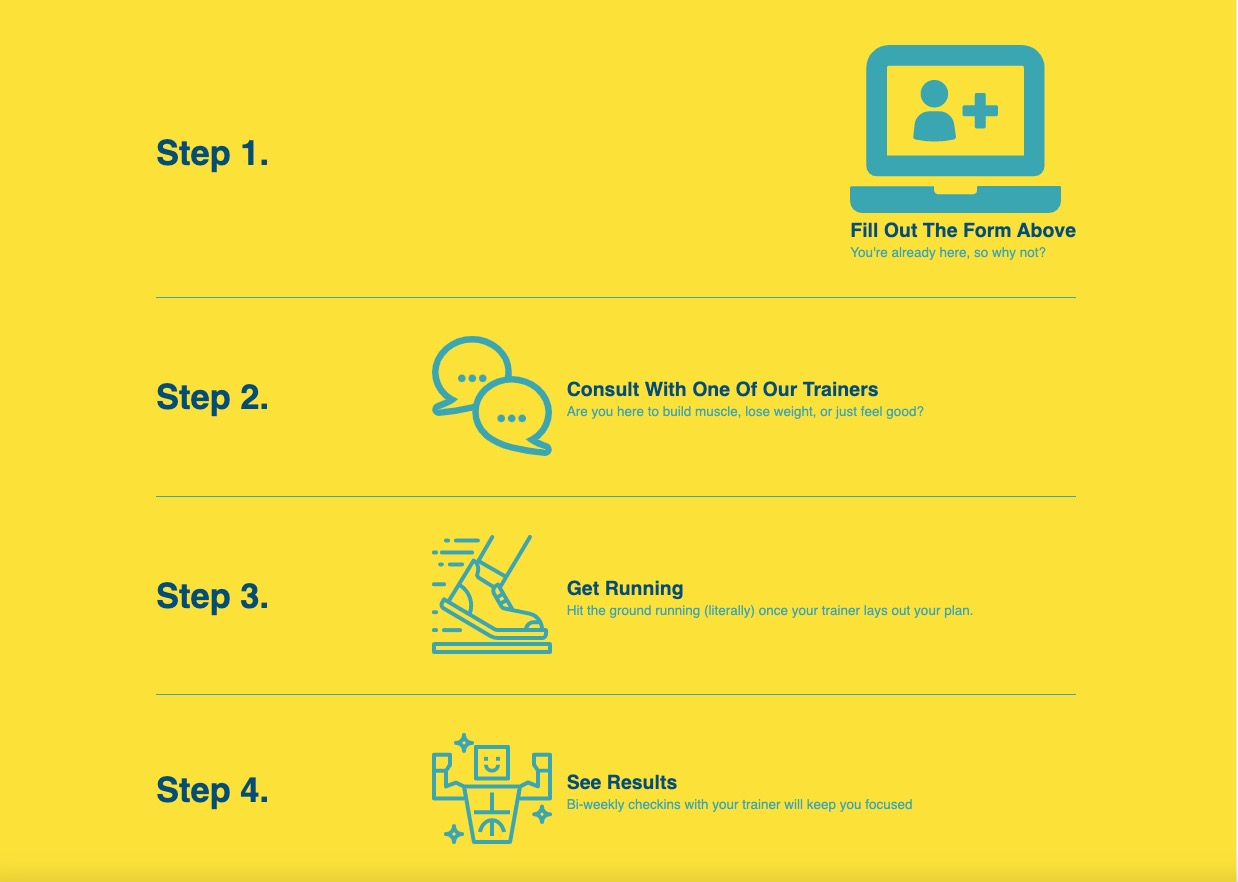 Step 1.
Fill Out The Form Above
You're already here, so why not?
Step 2.
Consult With One Of Our Trainers
Are you here to build muscle, lose weight, or just feel good?
Step 3.
Get Running
Hit the ground running (literally) once your trainer lays out your plan.
Step 4.
See Results
Bi-weekly checkins with your trainer will keep you focused